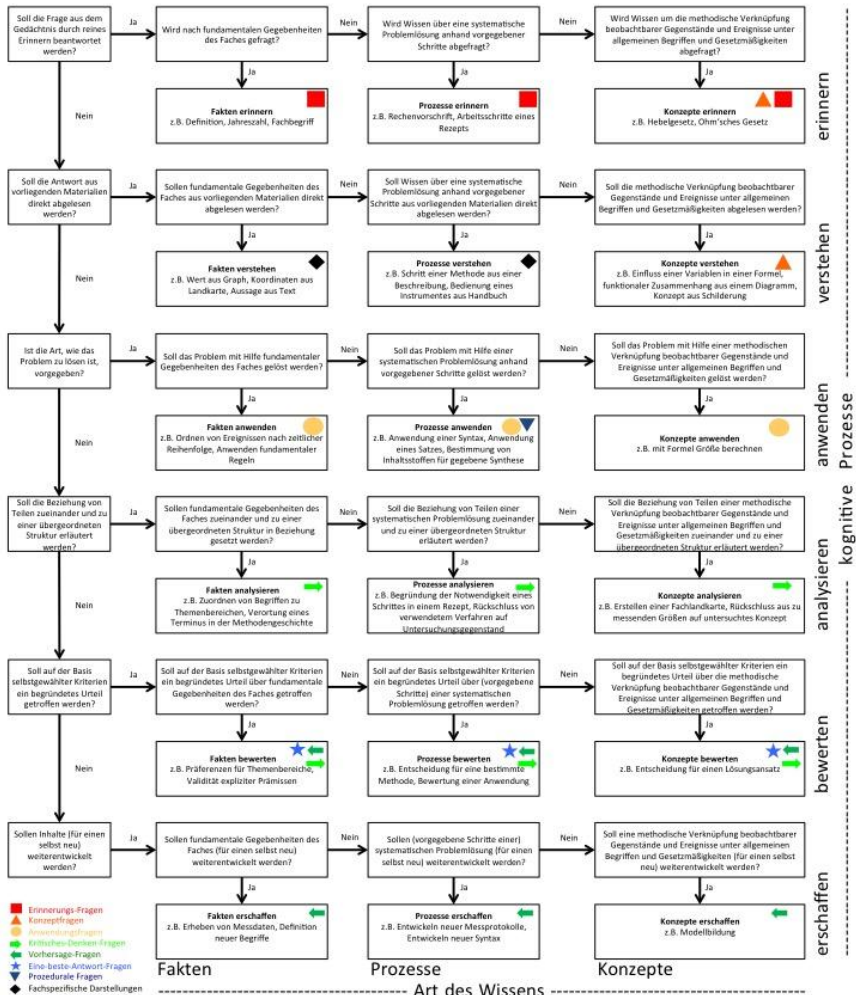 Soll die Frage aus dem
Gedächtnis durch reines
Erinnern beantwortet
werden?
Ja
Wird nach fundamentalen Gegebenheiten
des Faches gefragt?
Nein
Wird Wissen über eine systematische
Problemlösung anhand vorgegebener
Schritte abgefragt?
Nein
Wird Wissen um die methodische Verknüpfung
beobachtbarer Gegenstände und Ereignisse unter
allgemeinen Begriffen und Gesetzmäßigkeiten
abgefragt?
Ja
Ja
Ja
Nein
Fakten erinnern
z.B. Definition, Jahreszahl, Fachbegriff
Prozesse erinnern
z.B. Rechenvorschrift, Arbeitsschritte eines
Rezepts
Konzepte erinnern
z.B. Hebelgesetz, Ohm'sches Gesetz
erinnern
Soll die Antwort aus
vorliegenden Materialien
direkt abgelesen
werden?
Ja
Sollen fundamentale Gegebenheiten des
Faches aus vorliegenden Materialien direkt
abgelesen werden?
Nein
Soll Wissen über eine systematische
Problemlösung anhand vorgegebener
Schritte aus vorliegenden Materialien direkt
abgelesen werden?
Nein
Soll die methodische Verknüpfung beobachtbarer
Gegenstände und Ereignisse unter allgemeinen
Begriffen und Gesetzmäßigkeiten abgelesen werden?
Ja
Ja
Ja
Nein
Fakten verstehen
z.B. Wert aus Graph, Koordinaten aus
Landkarte, Aussage aus Text
Prozesse verstehen
z.B. Schritt einer Methode aus einer
Beschreibung, Bedienung eines
Instrumentes aus Handbuch
Konzepte verstehen
z.B. Einfluss einer Variablen in einer Formel,
funktionaler Zusammenhang aus einem Diagramm,
Konzept aus Schilderung
verstehen
Ist die Art, wie das
Problem zu lösen ist,
vorgegeben?
Ja
Soll das Problem mit Hilfe fundamentaler
Gegebenheiten des Faches gelöst werden?
Nein
Soll das Problem mit Hilfe einer
systematischen Problemlösung anhand
vorgegebener Schritte gelöst werden?
Nein
Soll das Problem mit Hilfe einer methodischen
Verknüpfung beobachtbarer Gegenstände und
Ereignisse unter allgemeinen Begriffen und
Gesetzmäßigkeiten gelöst werden?
Ja
Ja
Ja
Nein
Fakten anwenden
z.B. Ordnen von Ereignissen nach zeitlicher
Reihenfolge, Anwenden fundamentaler
Regeln
Prozesse anwenden
z.B. Anwendung einer Syntax, Anwendung
eines Satzes, Bestimmung von
Inhaltsstoffen für gegebene Synthese
Konzepte anwenden
z.B. mit Formel Größe berechnen
anwenden
Soll die Beziehung von
Teilen zueinander und zu
einer übergeordneten
Struktur erläutert
werden?
Ja
Sollen fundamentale Gegebenheiten des
Faches zueinander und zu einer
übergeordneten Struktur in Beziehung
gesetzt werden?
Nein
Soll die Beziehung von Teilen einer
systematischen Problemlösung zueinander
und zu einer übergeordneten Struktur
erläutert werden?
Nein
Soll die Beziehung von Teilen einer methodische
Verknüpfung beobachtbarer Gegenstände und
Ereignisse unter allgemeinen Begriffen und
Gesetzmäßigkeiten zueinander und zu einer
übergeordneten Struktur erläutert werden?
Ja
Ja
Ja
Nein
Fakten analysieren
z.B. Zuordnen von Begriffen zu
Themenbereichen, Verortung eines
Terminus in der Methodengeschichte
Prozesse analysieren
z.B. Begründung der Notwendigkeit eines
Schrittes in einem Rezept, Rückschluss von
verwendetem Verfahren auf
Untersuchungsgegenstand
Konzepte analysieren
z.B. Erstellen einer Fachlandkarte, Rückschluss aus zu
messenden Größen auf untersuchtes Konzept
analysieren
Soll auf der Basis
selbstgewählter Kriterien
ein begründetes Urteil
getroffen werden?
Ja
Soll auf der Basis selbstgewählter Kriterien
ein begründetes Urteil über fundamentale
Gegebenheiten des Faches getroffen
werden?
Nein
Soll auf der Basis selbstgewählter Kriterien
ein begründetes Urteil über (vorgegebene
Schritte) einer systematischen
Problemlösung getroffen werden?
Nein
Soll auf der Basis selbstgewählter Kriterien ein
begründetes Urteil über die methodische
Verknüpfung beobachtbarer Gegenstände und
Ereignisse unter allgemeinen Begriffen und
Gesetzmäßigkeiten getroffen werden?
Ja
Ja
Ja
Nein
Fakten bewerten
z.B. Präferenzen für Themenbereiche,
Validität expliziter Prämissen
Prozesse bewerten
z.B. Entscheidung für eine bestimmte
Methode, Bewertung einer Anwendung
Konzepte bewerten
z.B. Entscheidung für einen Lösungsansatz
bewerten
Sollen Inhalte (für einen
selbst neu)
weiterentwickelt
werden?
Ja
Sollen fundamentale Gegebenheiten des
Faches (für einen selbst neu)
weiterentwickelt werden?
Nein
Sollen (vorgegebene Schritte einer)
systematischen Problemlösung (für einen
selbst neu) weiterentwickelt werden?
Nein
Soll eine methodische Verknüpfung beobachtbarer
Gegenstände und Ereignisse unter allgemeinen
Begriffen und Gesetzmäßigkeiten (für einen selbst
neu) weiterentwickelt werden?
Ja
Ja
Ja
Fakten erschaffen
z.B. Erheben von Messdaten, Definition
neuer Begriffe
Prozesse erschaffen
z.B. Entwickeln neuer Messprotokolle,
Entwickeln neuer Syntax
Konzepte erschaffen
z.B. Modellbildung
erschaffen
kognitive Prozesse
Erinnerungs-Fragen
Konzeptfragen
Anwendungsfragen
Kritisches-Denken-Fragen
Vorhersage-Fragen
Eine-beste-Antwort-Fragen
Prozedurale Fragen
Fachspezifische Darstellungen
Fakten
Prozesse
Konzepte
Art des Wissens